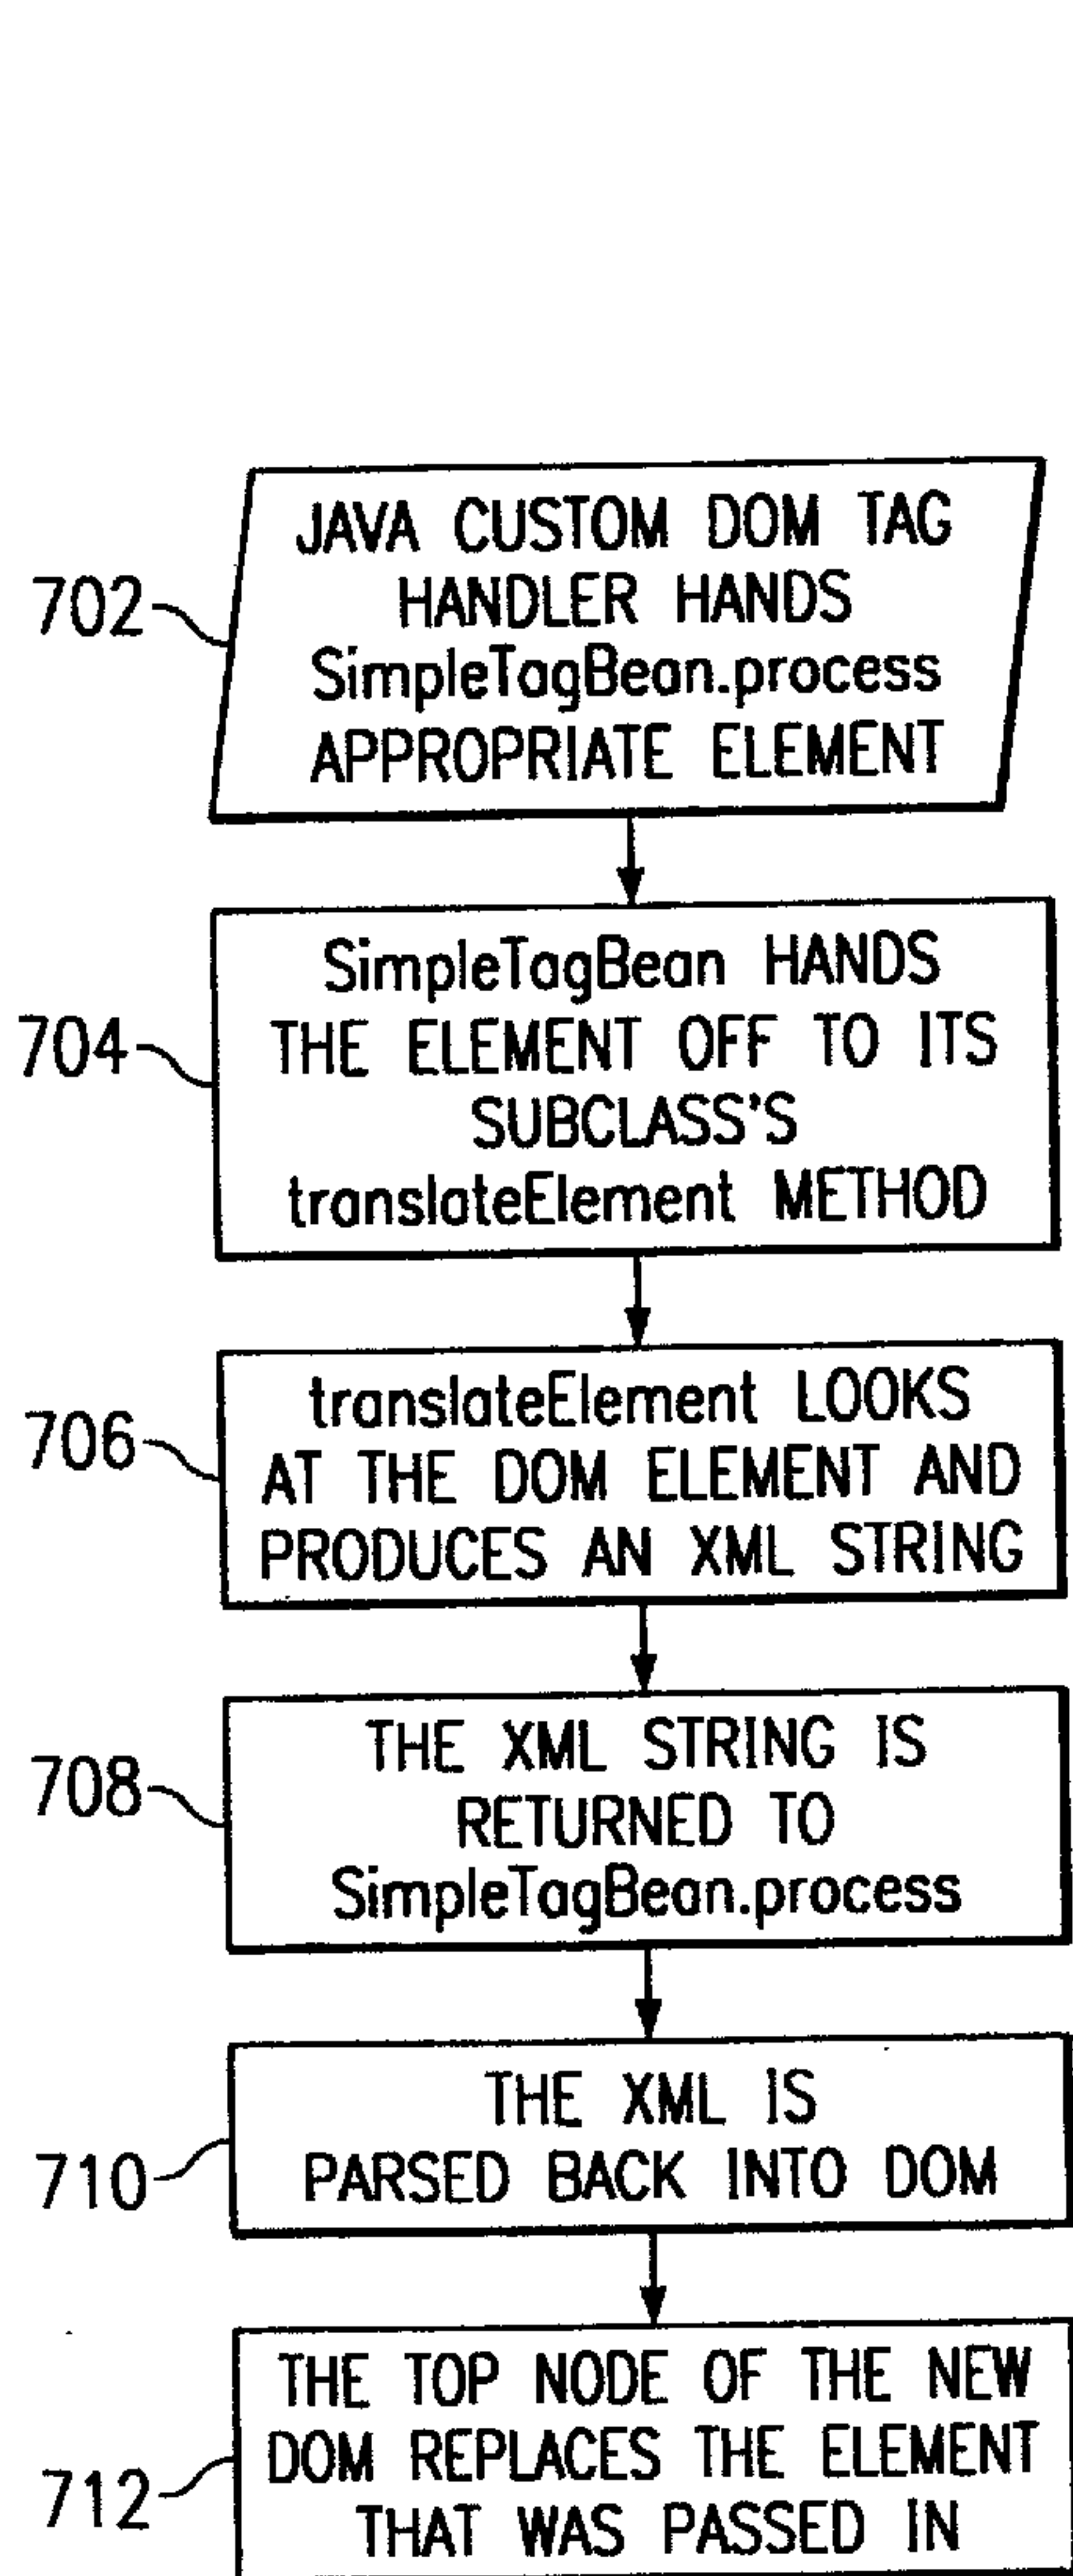 JAVA CUSTOM DOM TAG
HANDLER HANDS
SimpleTagBean.process
APPROPRIATE ELEMENT
702
SimpleTagBean HANDS
THE ELEMENT OFF TO ITS
SUBCLASS'S
translateElement METHOD
704
translateElement LOOKS
AT THE DOM ELEMENT AND
PRODUCES AN XML STRING
706
THE XML STRING IS
RETURNED TO
SimpleTagBean.process
708
THE XML IS
PARSED BACK INTO DOM
710
THE TOP NODE OF THE NEW
DOM REPLACES THE ELEMENT
THAT WAS PASSED IN
712